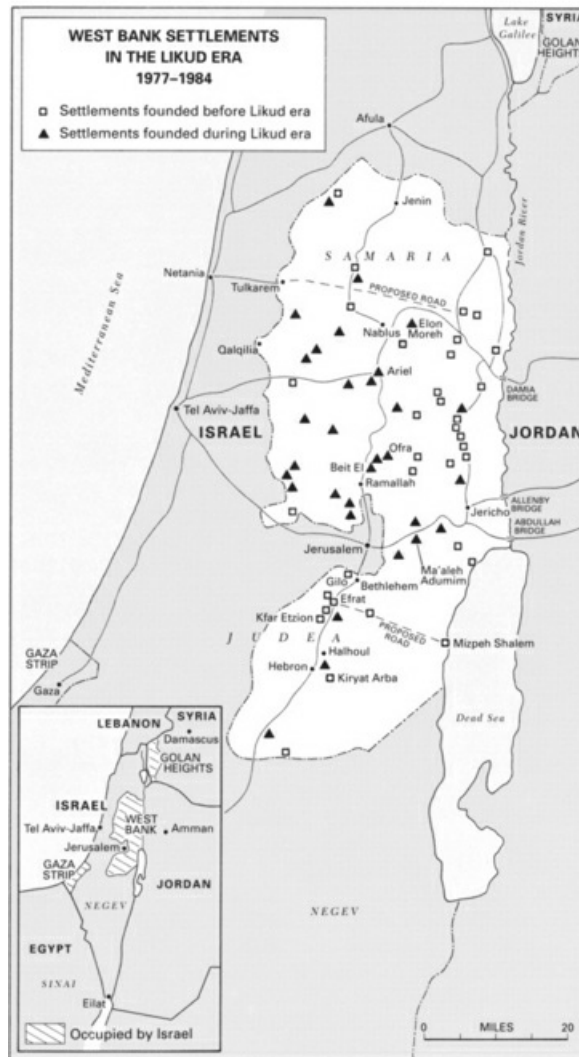 WEST BANK SETTLEMENTS
IN THE LIKUD ERA
1977–1984
Settlements founded before Likud era
Settlements founded during Likud era
Lake
Galilee
SYRIA
GOLAN
HEIGHTS
Afula
Jenin
Jordan River
SAMARIA
Netania
Tulkarem
PROPOSED ROAD
Mediterranean Sea
Nablus
Elon
Moreh
Qalqilia
Ariel
DAMIA
BRIDGE
Tel Aviv-Jaffa
ISRAEL
JORDAN
Ofra
Beit El
Ramallah
Jericho
ALLENBY
BRIDGE
ABDULLAH
BRIDGE
Jerusalem
Ma'aleh
Adumim
Gilo
Bethlehem
Efrat
Kfar Etzion
PROPOSED
ROAD
JUDEA
Mizpeh Shalem
GAZA
STRIP
Gaza
Halhoul
Hebron
Kiryat Arba
Dead Sea
LEBANON
SYRIA
Damascus
GOLAN
HEIGHTS
ISRAEL
Tel Aviv-Jaffa
WEST
BANK
Amman
Jerusalem
GAZA
STRIP
JORDAN
NEGEV
EGYPT
SINAI
Eilat
Occupied by Israel
NEGEV
0 MILES 20